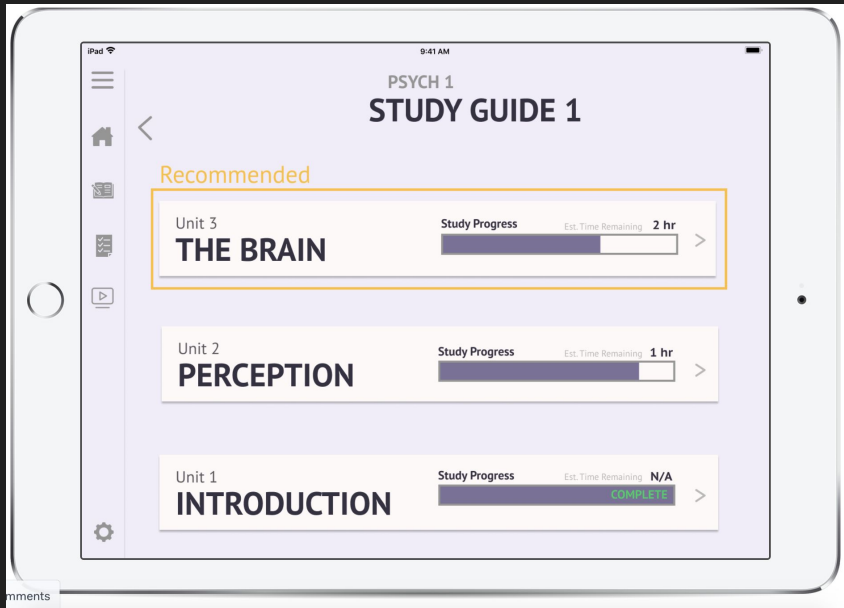 iPad
9:41 AM
PSYCH 1
STUDY GUIDE 1
Recommended
Unit 3
THE BRAIN
Study Progress
Est. Time Remaining 2 hr
Unit 2
PERCEPTION
Study Progress
Est. Time Remaining 1 hr
Unit 1
INTRODUCTION
Study Progress
Est. Time Remaining N/A
COMPLETE
mments